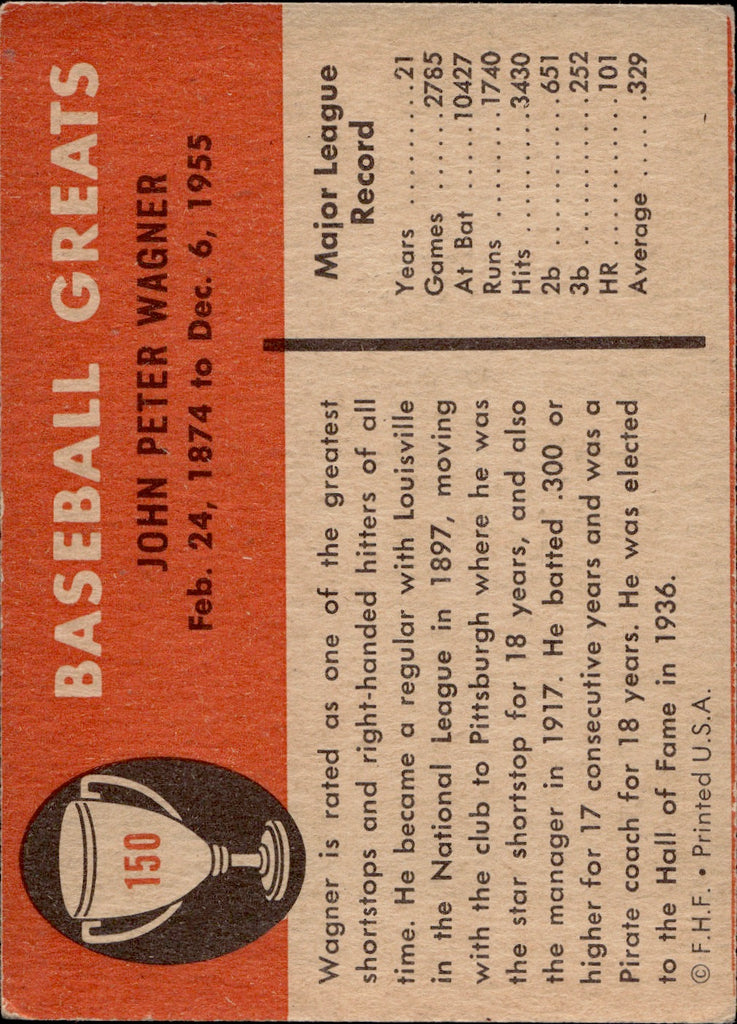 150
BASEBALL GREATS
JOHN PETER WAGNER
Feb. 24, 1874 to Dec. 6, 1955
Wagner is rated as one of the greatest
shortstops and right-handed hitters of all
time. He became a regular with Louisville
in the National League in 1897, moving
with the club to Pittsburgh where he was
the star shortstop for 18 years, and also
the manager in 1917. He batted .300 or
higher for 17 consecutive years and was a
Pirate coach for 18 years. He was elected
to the Hall of Fame in 1936.
© F.H.F. • Printed U.S.A.
Major League
Record
Years ........21
Games ......2785
At Bat .....10427
Runs ........1740
Hits .........3430
2b ...........651
3b ...........252
HR ..........101
Average .....329